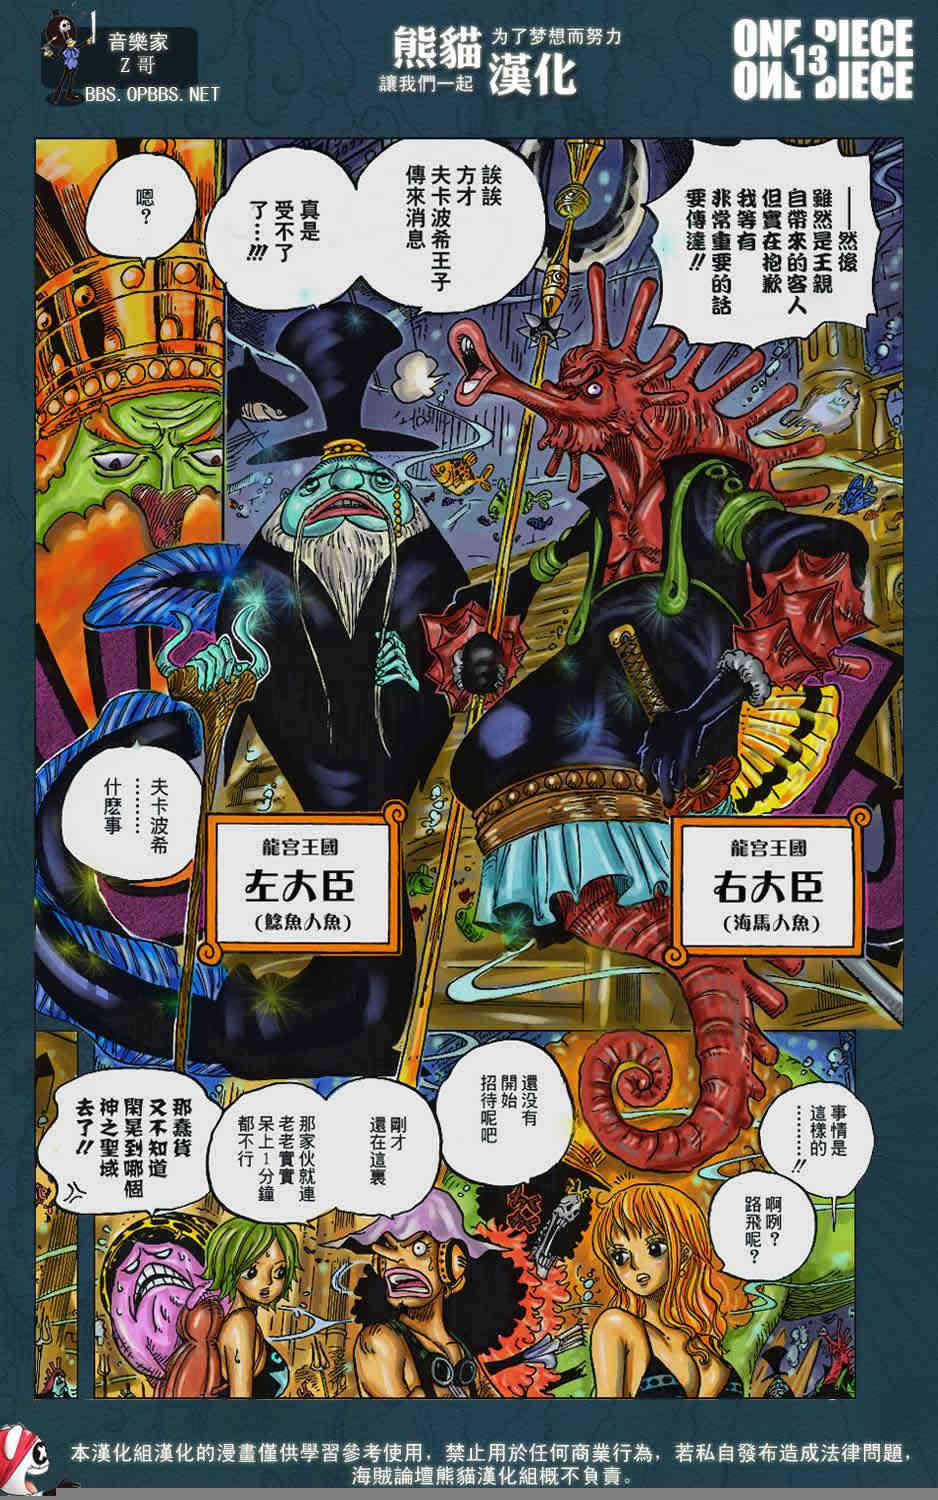 音樂家
Z哥
BBS.OPBBS.NET
熊貓
为了梦想而努力
讓我們一起
漢化
ONE PIECE
13
ONE PIECE
——然後
雖然是王親
自帶來的客人
但實在抱歉
我等有
非常重要的話
要傳達!!
誒誒
方才
夫卡波希王子
傳來消息
真是
受不了
了…!!!
嗯?
夫卡波希
………
什麽事
龍宮王國
右大臣
(海馬人魚)
龍宮王國
左大臣
(鯰魚人魚)
事情是
這樣的
………!!
啊咧?
路飛呢?
還没有
開始
招待呢吧
剛才
還在這裏
那家伙就連
老老實實
呆上1分鐘
都不行
那蠢貨
又不知道
閑晃到哪個
神之聖域
去了!!
本漢化組漢化的漫畫僅供學習參考使用，禁止用於任何商業行為，若私自發布造成法律問題，
海賊論壇熊貓漢化組概不負責。